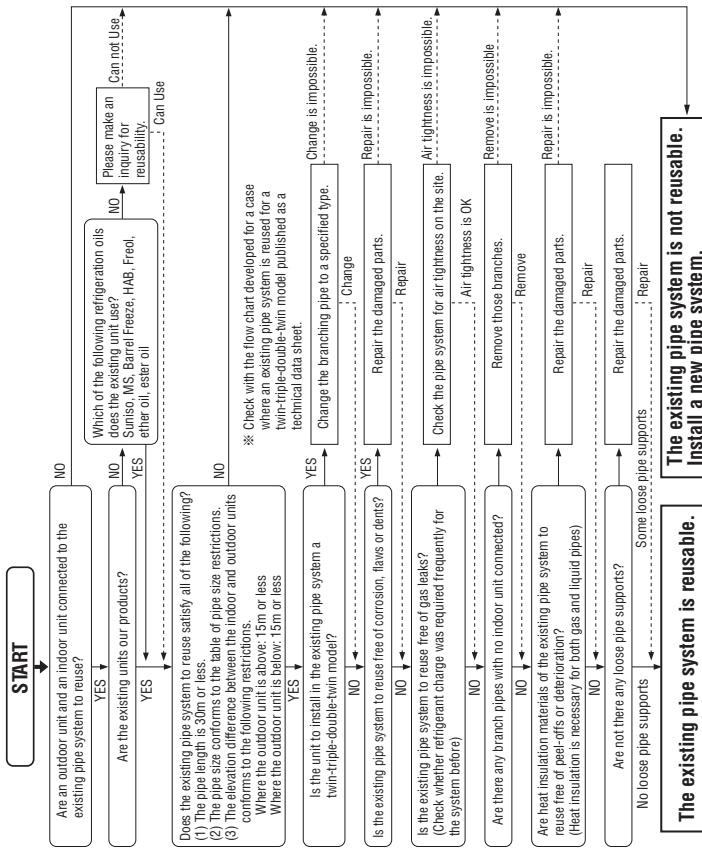 START
Are an outdoor unit and an indoor unit connected to the
existing pipe system to reuse?
NO
YES
Are the existing units our products?
NO
YES
Which of the following refrigeration oils
does the existing unit use?
Suniso, MS, Barrel Freeze, HAB, Freol,
ether oil, ester oil
NO
YES
Please make an
inquiry for
reusability.
Can not Use
Can Use
Does the existing pipe system to reuse satisfy all of the following?
(1) The pipe length is 30m or less.
(2) The pipe size conforms to the table of pipe size restrictions.
(3) The elevation difference between the indoor and outdoor units
conforms to the following restrictions.
Where the outdoor unit is above: 15m or less
Where the outdoor unit is below: 15m or less
NO
YES
※ Check with the flow chart developed for a case
where an existing pipe system is reused for a
twin-triple-double-twin model published as a
technical data sheet.
Is the unit to install in the existing pipe system a
twin-triple-double-twin model?
YES
Change the branching pipe to a specified type.
Change is impossible.
Change
NO
Is the existing pipe system to reuse free of corrosion, flaws or dents?
YES
Repair the damaged parts.
Repair is impossible.
Repair
NO
Is the existing pipe system to reuse free of gas leaks?
(Check whether refrigerant charge was required frequently for
the system before)
Check the pipe system for air tightness on the site.
Air tightness is impossible.
Air tightness is OK
NO
Are there any branch pipes with no indoor unit connected?
Remove those branches.
Remove is impossible.
Remove
NO
Are heat insulation materials of the existing pipe system to
reuse free of peel-offs or deterioration?
(Heat insulation is necessary for both gas and liquid pipes)
Repair the damaged parts.
Repair is impossible.
Repair
NO
Are not there any loose pipe supports?
Repair the damaged parts.
Repair
No loose pipe supports
Some loose pipe supports
The existing pipe system is reusable.
The existing pipe system is not reusable.
Install a new pipe system.